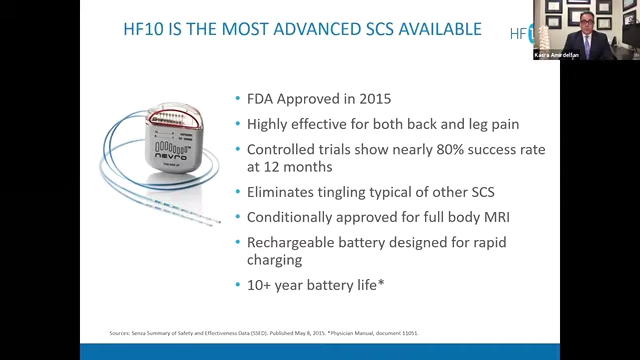 HF10 IS THE MOST ADVANCED SCS AVAILABLE
HF1
Kasra Amirdelfan
• FDA Approved in 2015
• Highly effective for both back and leg pain
• Controlled trials show nearly 80% success rate
at 12 months
• Eliminates tingling typical of other SCS
• Conditionally approved for full body MRI
• Rechargeable battery designed for rapid
charging
• 10+ year battery life*
nevro
Sources: Senza Summary of Safety and Effectiveness Data (SSED). Published May 8, 2015. *Physician Manual, document 11051.